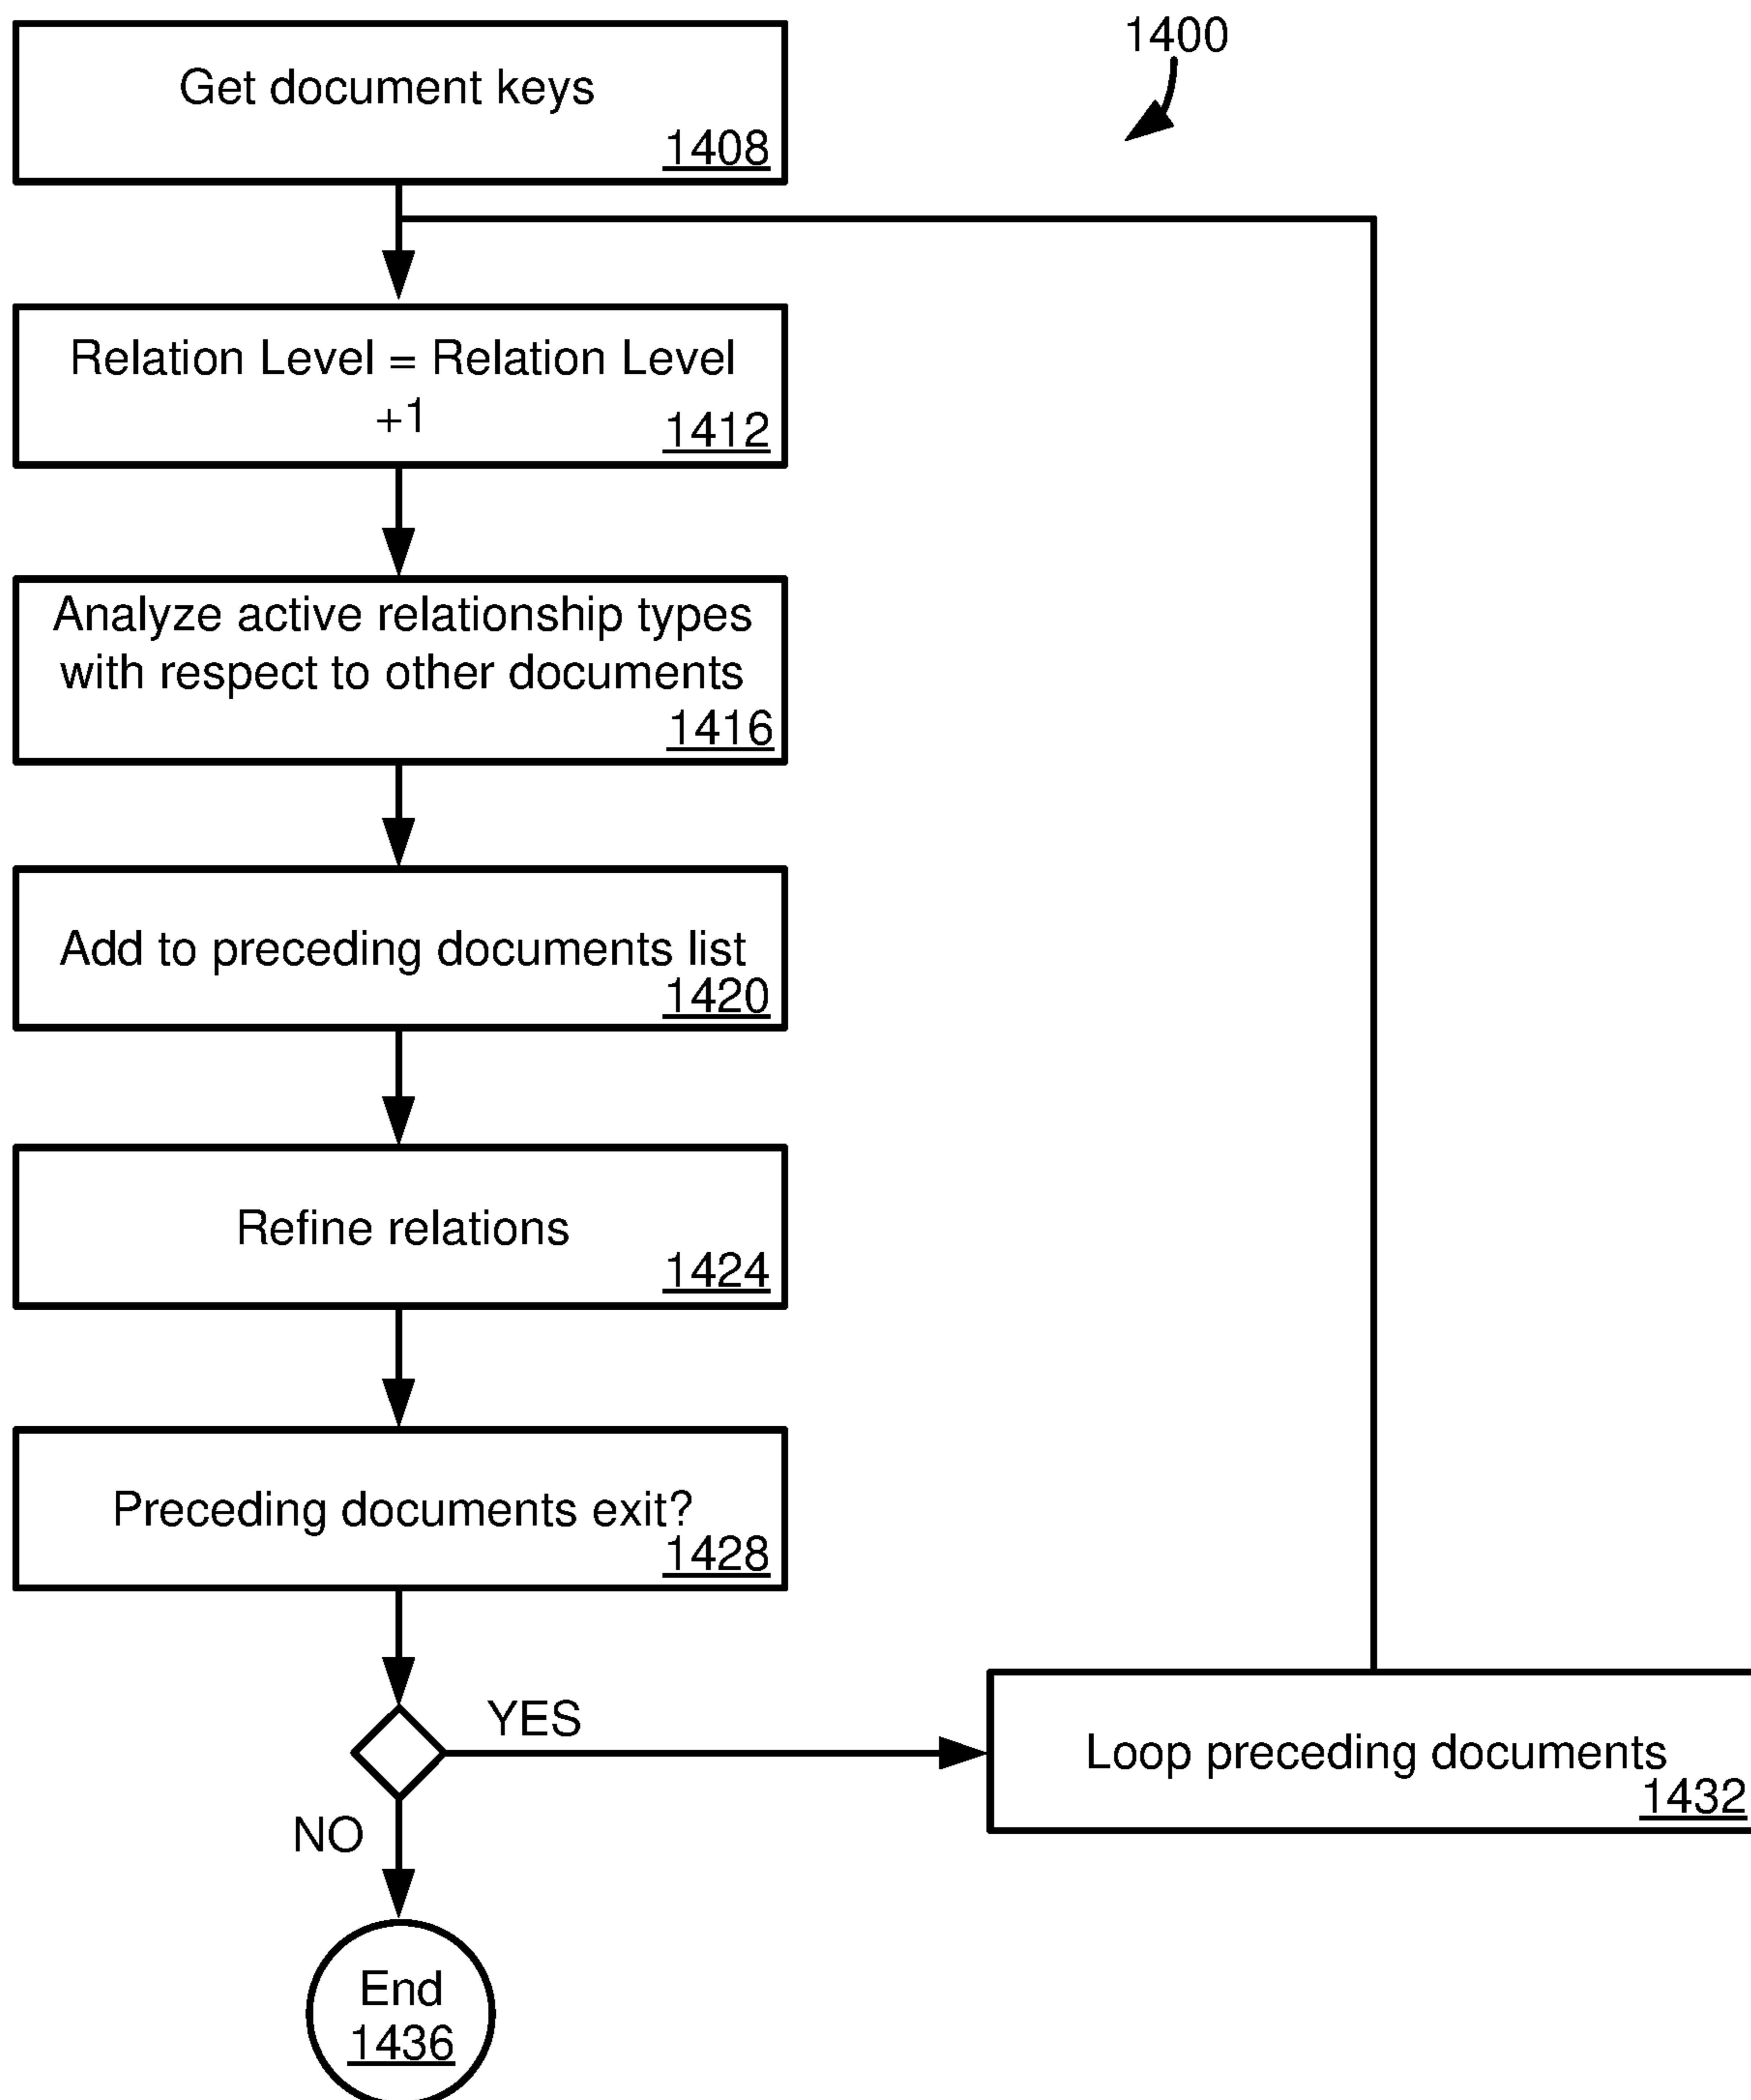 1400
Get document keys
1408
Relation Level = Relation Level
+1
1412
Analyze active relationship types
with respect to other documents
1416
Add to preceding documents list
1420
Refine relations
1424
Preceding documents exit?
1428
YES
Loop preceding documents
1432
NO
End
1436